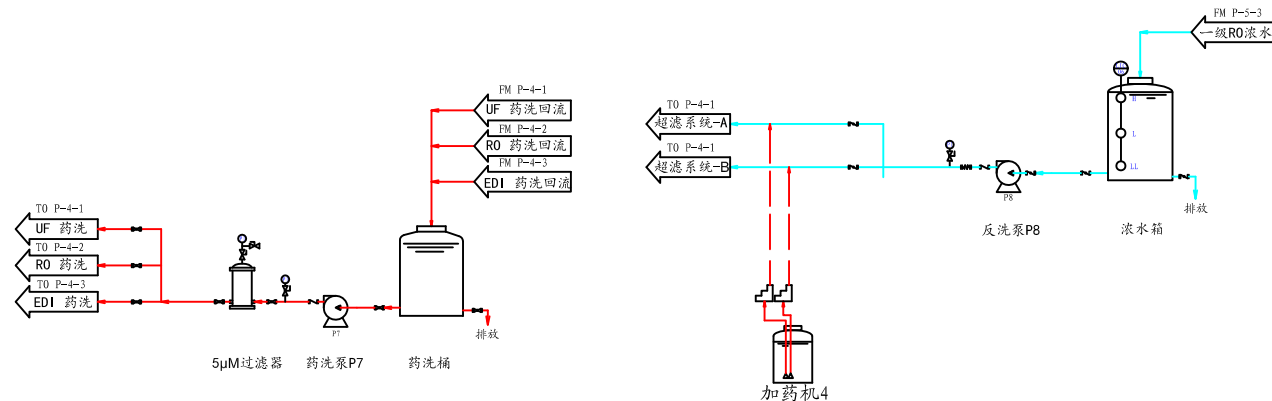 FM P-4-1
UF 药洗回流
FM P-4-2
RO 药洗回流
FM P-4-3
EDI 药洗回流
TO P-4-1
UF 药洗
TO P-4-2
RO 药洗
TO P-4-3
EDI 药洗
P7
排放
5μM过滤器
药洗泵P7
药洗桶
FM P-5-3
一级RO浓水
TO P-4-1
超滤系统-A
TO P-4-1
超滤系统-B
H
L
LL
P8
排放
反洗泵P8
浓水箱
加药机4